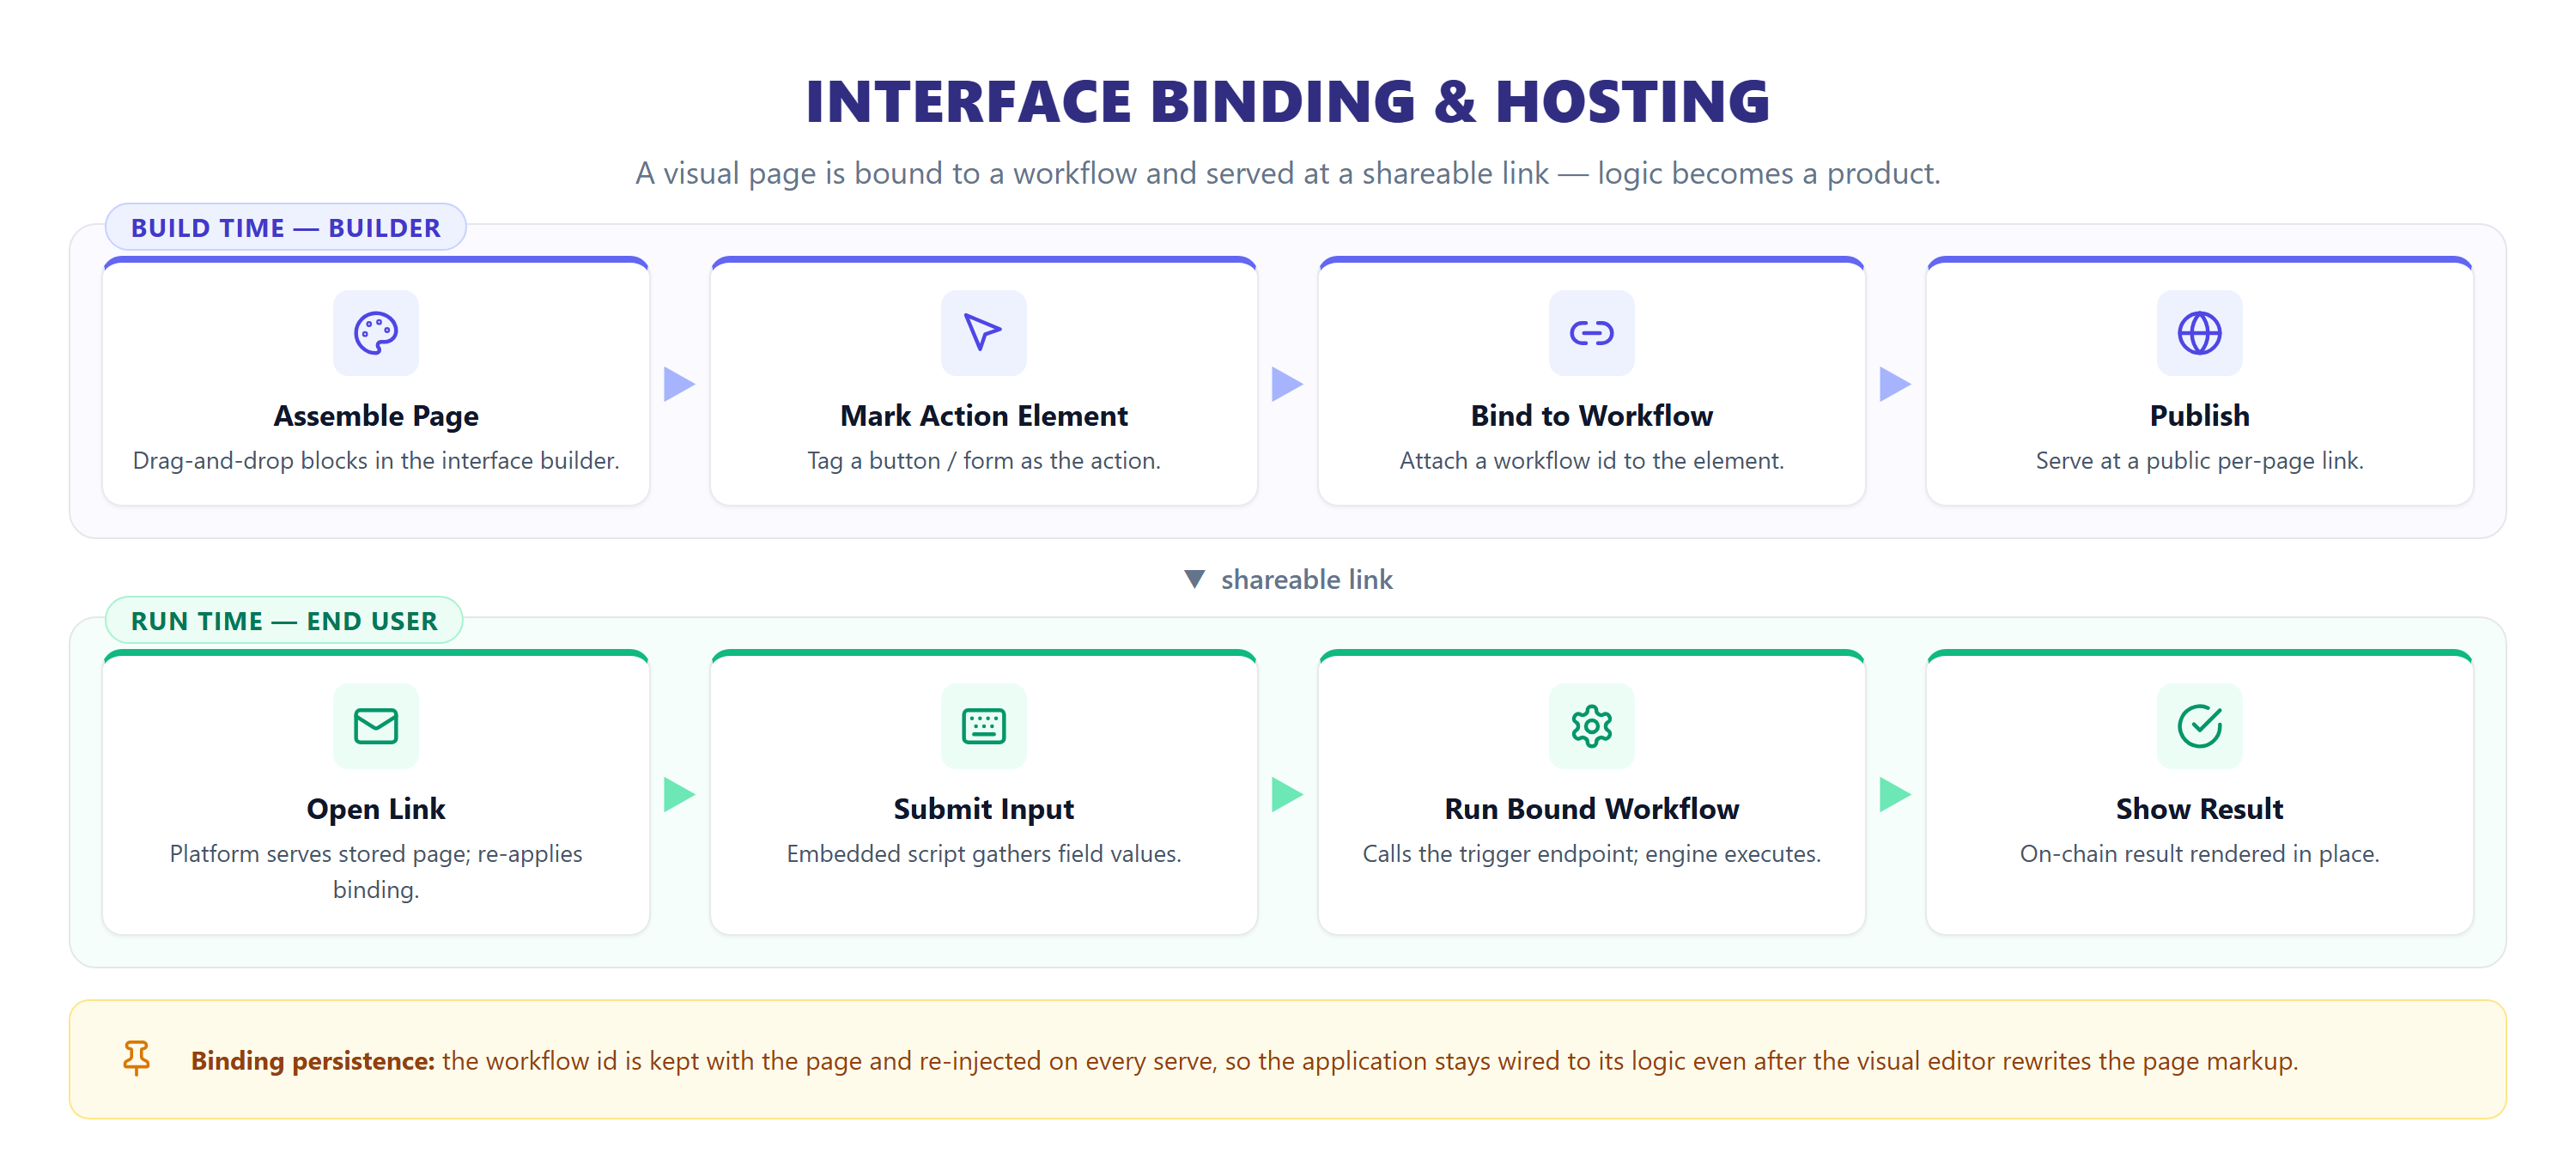 INTERFACE BINDING & HOSTING
A visual page is bound to a workflow and served at a shareable link — logic becomes a product.
BUILD TIME — BUILDER
Assemble Page
Drag-and-drop blocks in the interface builder.
Mark Action Element
Tag a button / form as the action.
Bind to Workflow
Attach a workflow id to the element.
Publish
Serve at a public per-page link.
▼ shareable link
RUN TIME — END USER
Open Link
Platform serves stored page; re-applies
binding.
Submit Input
Embedded script gathers field values.
Run Bound Workflow
Calls the trigger endpoint; engine executes.
Show Result
On-chain result rendered in place.
Binding persistence: the workflow id is kept with the page and re-injected on every serve, so the application stays wired to its logic even after the visual editor rewrites the page markup.